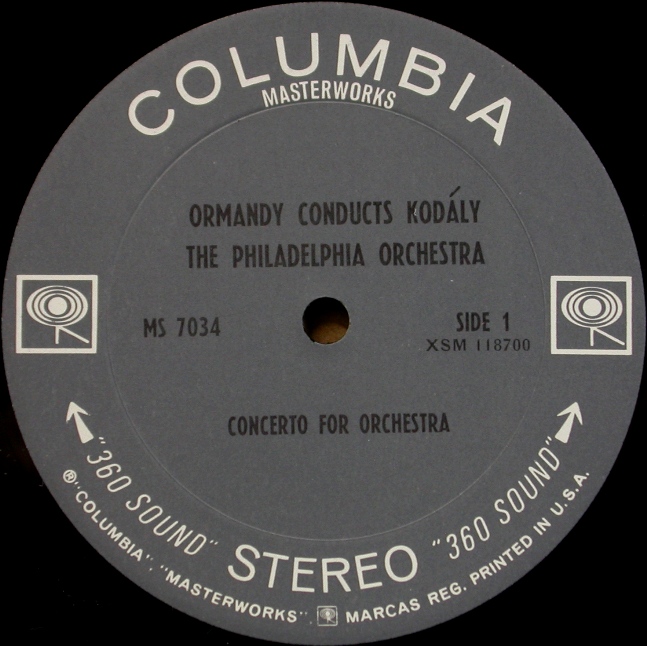 COLUMBIA
MASTERWORKS
ORMANDY CONDUCTS KODÁLY
THE PHILADELPHIA ORCHESTRA
MS 7034
SIDE 1
XSM 118700
CONCERTO FOR ORCHESTRA
"360 SOUND" STEREO "360 SOUND"
®"COLUMBIA", "MASTERWORKS", MARCAS REG. PRINTED IN U.S.A.